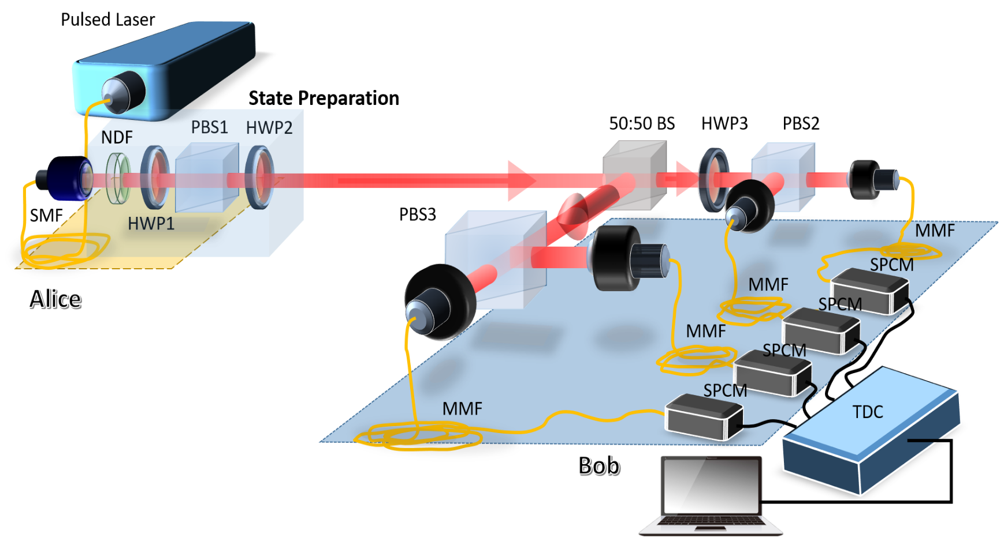 Pulsed Laser
State Preparation
PBS1
HWP2
NDF
50:50 BS
HWP3
PBS2
SMF
HWP1
PBS3
MMF
Alice
SPCM
MMF
SPCM
MMF
SPCM
SPCM
MMF
TDC
Bob